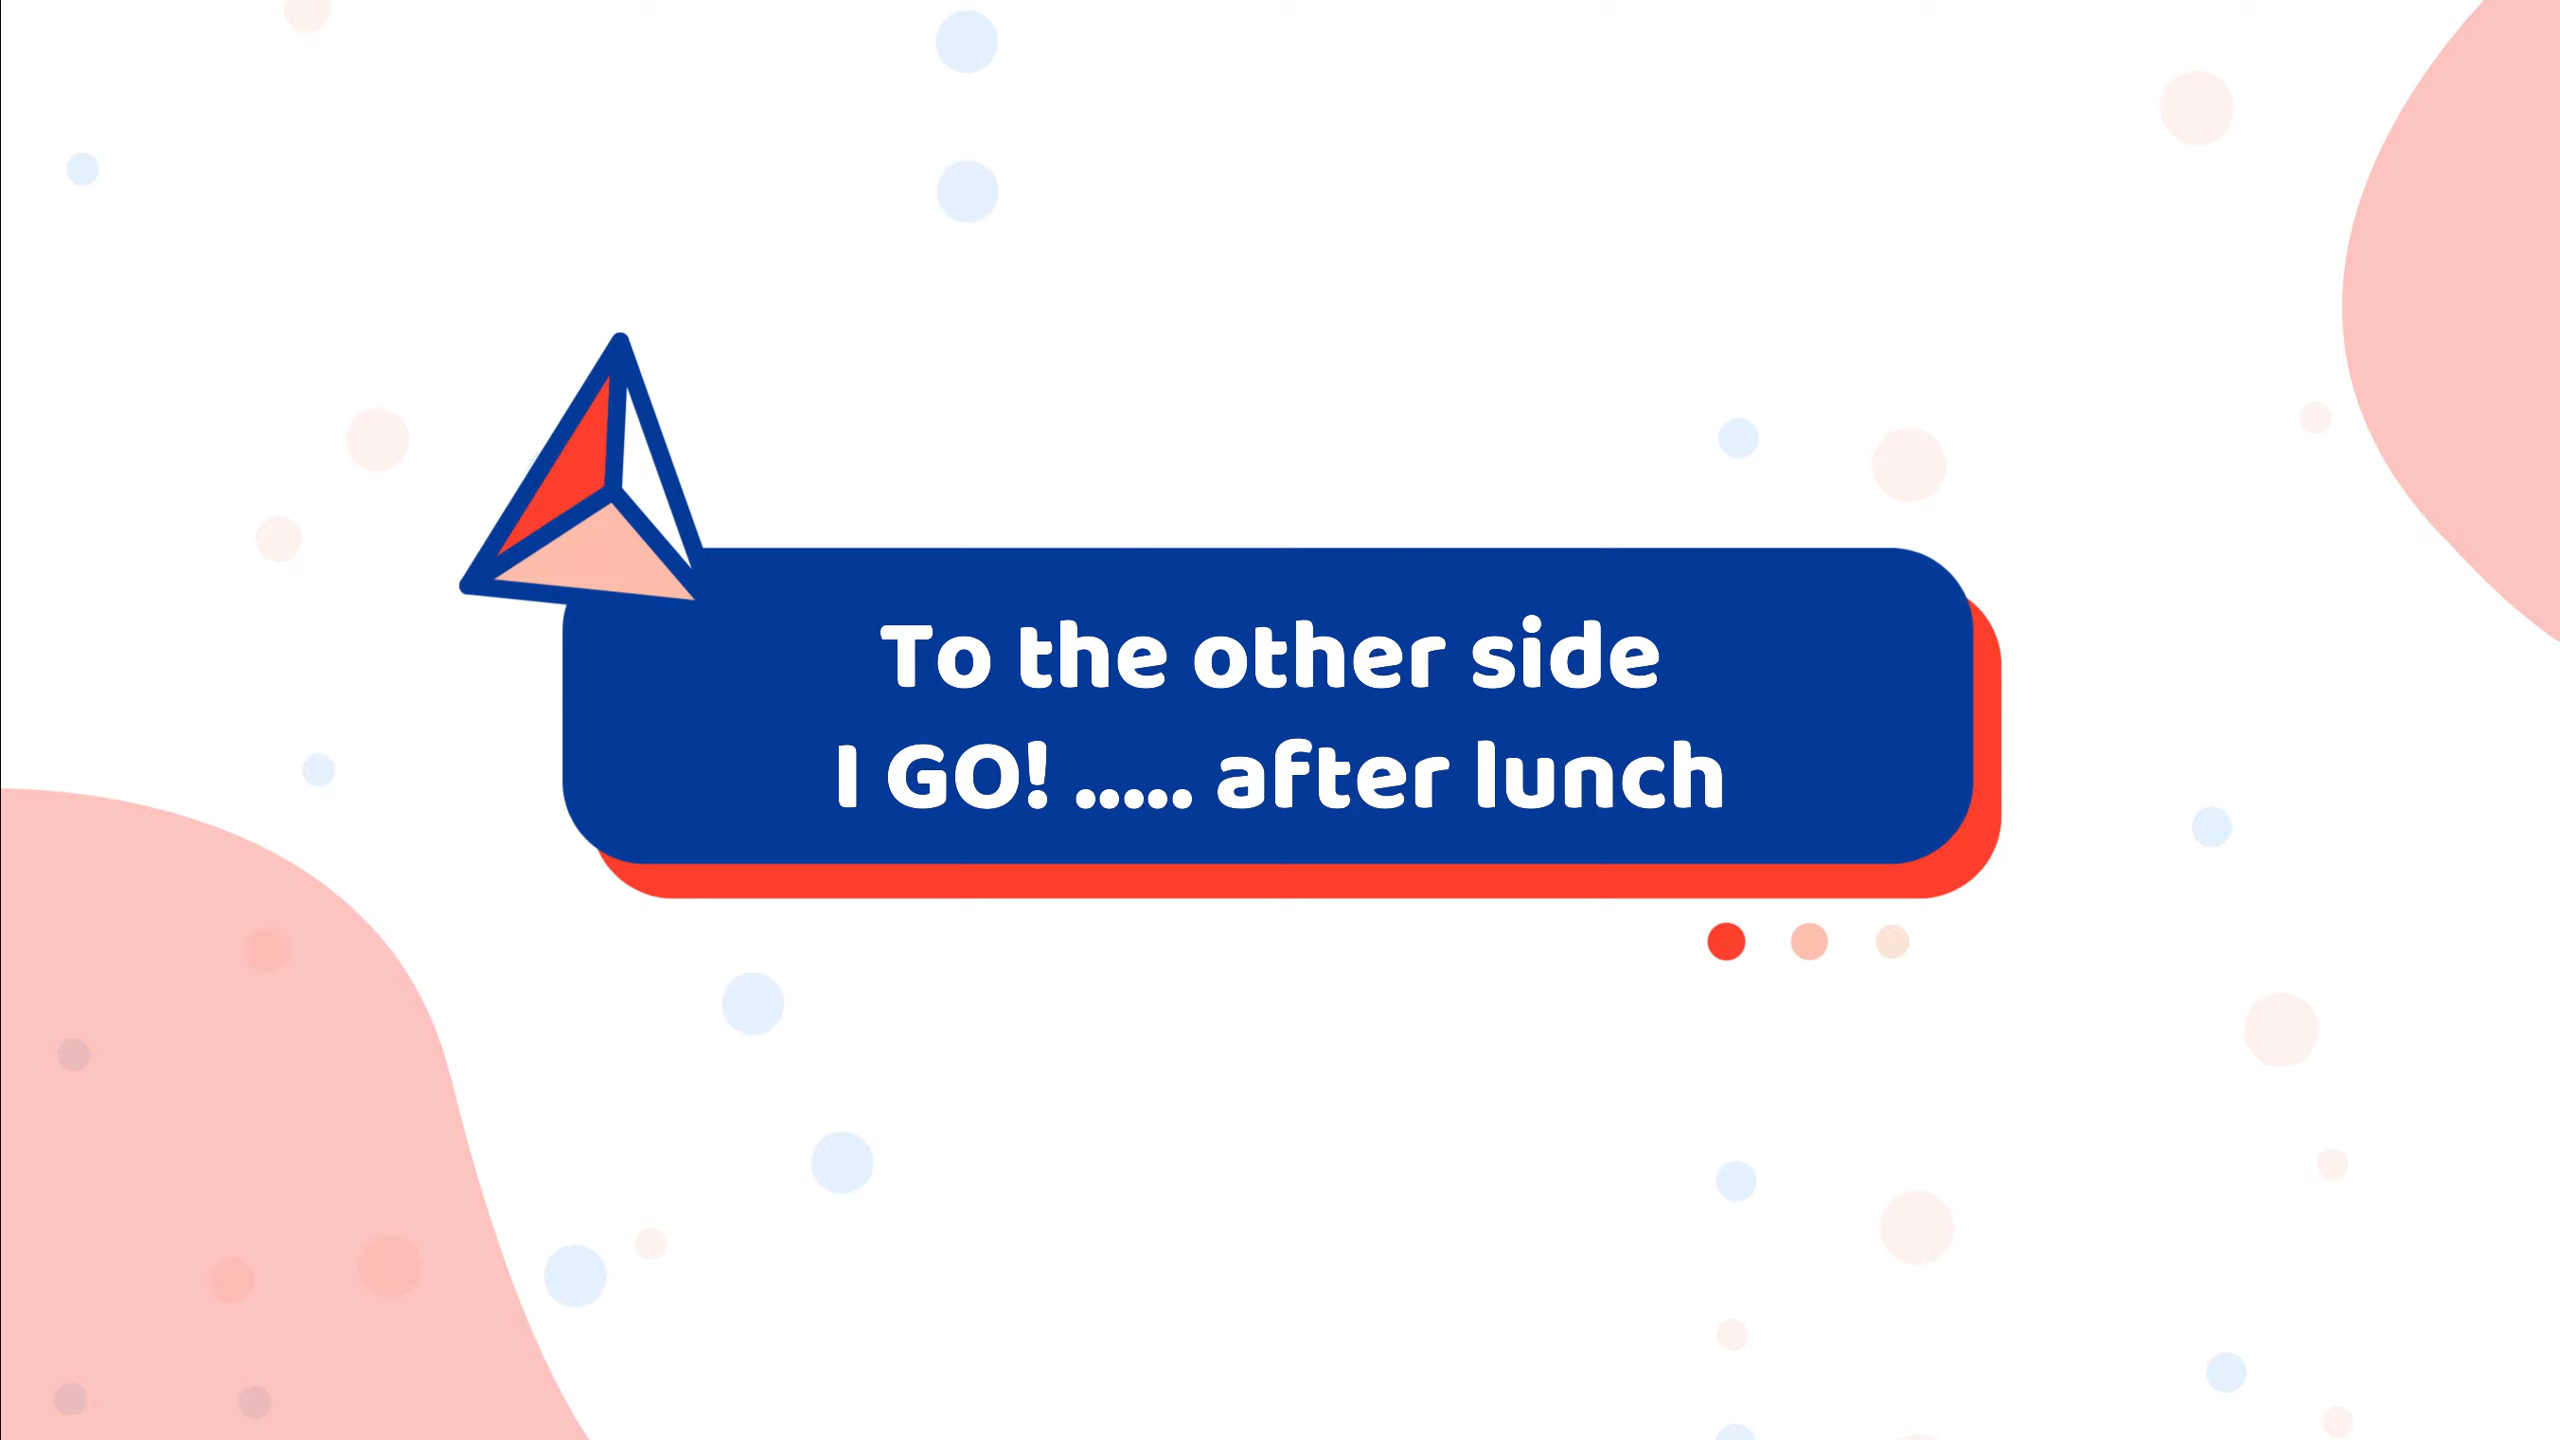 To the other side
I GO! ..... after lunch